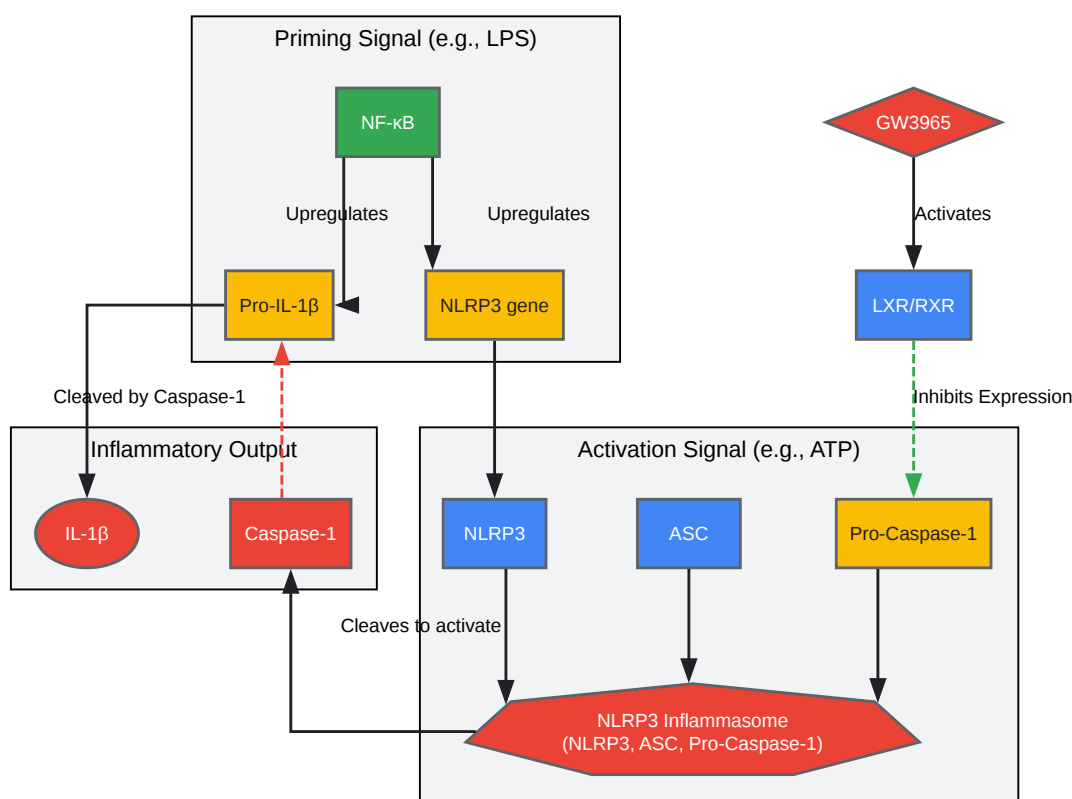 Priming Signal (e.g., LPS)
NF-κB
GW3965
Upregulates
Upregulates
Activates
Pro-IL-1β
NLRP3 gene
LXR/RXR
Cleaved by Caspase-1
Inhibits Expression
Inflammatory Output
Activation Signal (e.g., ATP)
IL-1β
Caspase-1
NLRP3
ASC
Pro-Caspase-1
Cleaves to activate
NLRP3 Inflammasome
(NLRP3, ASC, Pro-Caspase-1)